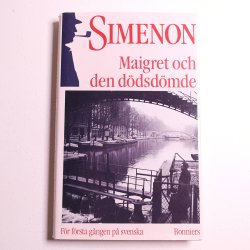 SIMENON
Maigret och
den dödsdömde
För första gången på svenska
Bonniers